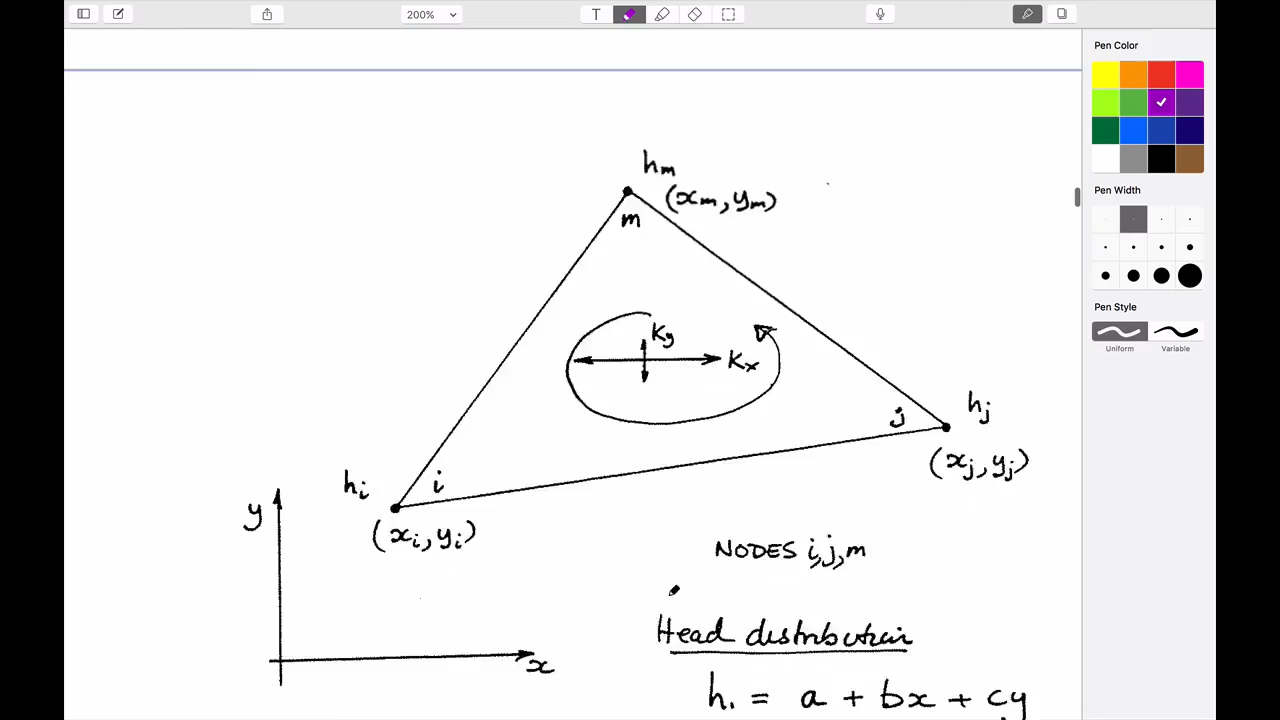 200%
T
Pen Color
Pen Width
Pen Style
Uniform
Variable
hm
(xm, ym)
m
Ky
Kx
j
hj
(xj, yj)
hi
i
(xi, yi)
y
x
NODES i,j,m
Head distribution
h. = a + bx + cy